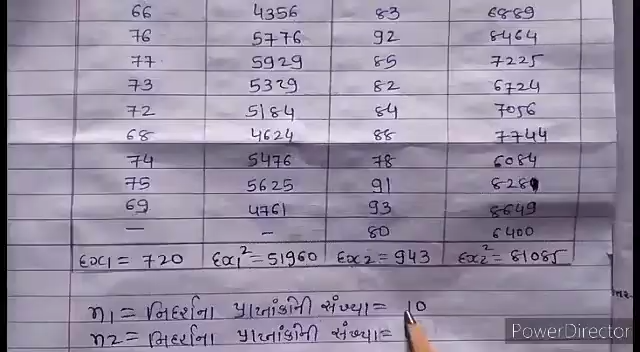 66 4356 83 6889
76 5776 92 8464
77 5929 85 7225
73 5329 82 6724
72 5184 84 7056
68 4624 88 7744
74 5476 78 6084
75 5625 91 8281
69 4761 93 8649
— — 80 6400
Σx1 = 720 Σx1² = 51960 Σx2 = 943 Σx2² = 81085
n1 = નિદર્શના પ્રાપ્તાંકોની સંખ્યા = 10
n2 = નિદર્શના પ્રાપ્તાંકોની સંખ્યા =
PowerDirector